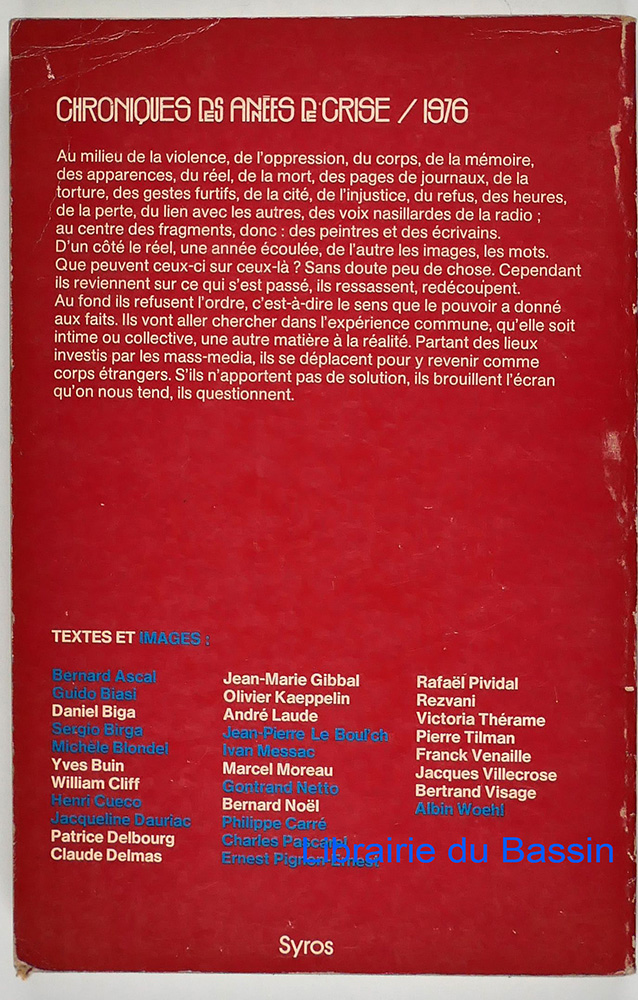 CHRONIQUES DES ANNÉES DE CRISE / 1976
Au milieu de la violence, de l'oppression, du corps, de la mémoire,
des apparences, du réel, de la mort, des pages de journaux, de la
torture, des gestes furtifs, de la cité, de l'injustice, du refus, des heures,
de la perte, du lien avec les autres, des voix nasillardes de la radio ;
au centre des fragments, donc : des peintres et des écrivains.
D'un côté le réel, une année écoulée, de l'autre les images, les mots.
Que peuvent ceux-ci sur ceux-là ? Sans doute peu de chose. Cependant
ils reviennent sur ce qui s'est passé, ils ressassent, redécoupent.
Au fond ils refusent l'ordre, c'est-à-dire le sens que le pouvoir a donné
aux faits. Ils vont aller chercher dans l'expérience commune, qu'elle soit
intime ou collective, une autre matière à la réalité. Partant des lieux
investis par les mass-media, ils se déplacent pour y revenir comme
corps étrangers. S'ils n'apportent pas de solution, ils brouillent l'écran
qu'on nous tend, ils questionnent.
TEXTES ET IMAGES :
Bernard Ascal
Guido Biasi
Daniel Biga
Sergio Birga
Michèle Blondel
Yves Buin
William Cliff
Henri Cueco
Jacqueline Dauriac
Patrice Delbourg
Claude Delmas
Jean-Marie Gibbal
Olivier Kaeppelin
André Laude
Jean-Pierre Le Boul'ch
Ivan Messac
Marcel Moreau
Gontrand Netto
Bernard Noël
Philippe Carré
Charles Pascarel
Ernest Pignon-Ernest
Rafaël Pividal
Rezvani
Victoria Thérame
Pierre Tilman
Franck Venaille
Jacques Villecrose
Bertrand Visage
Albin Woehl
Librairie du Bassin
Syros